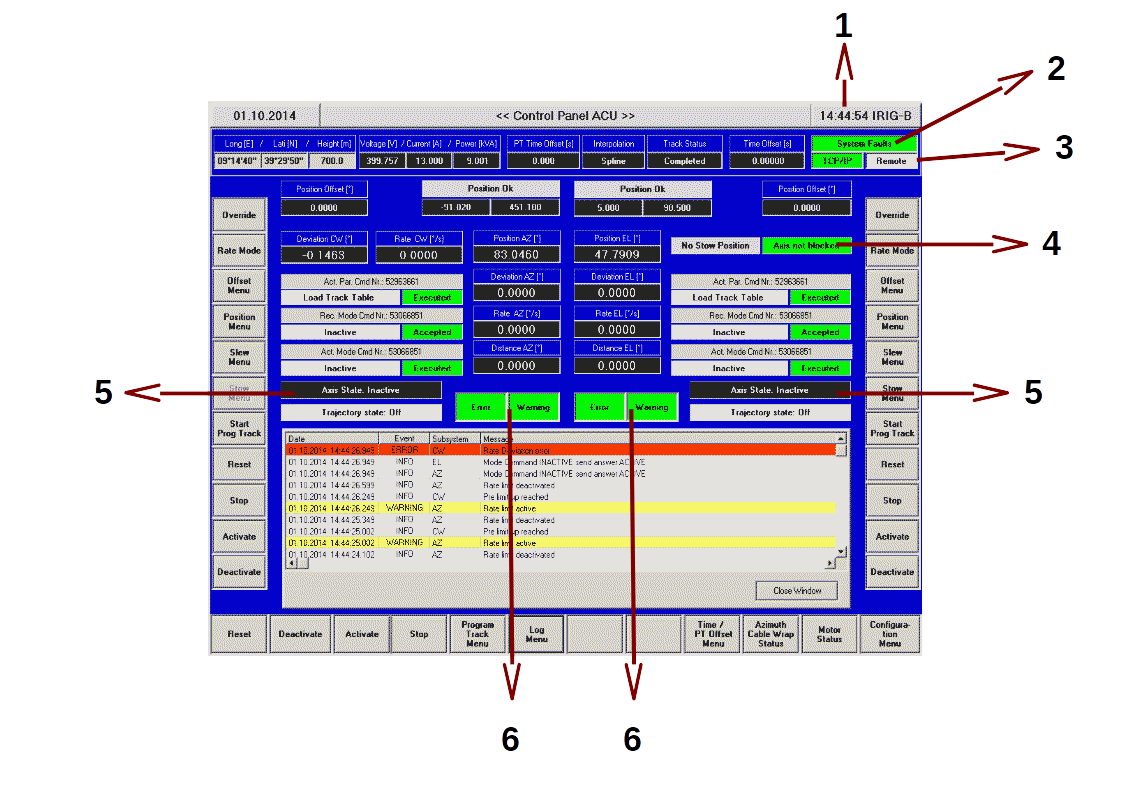 1
2
3
01.10.2014 << Control Panel ACU >> 14:44:54 IRIG-B
Long [E] / Lati [N] / Height [m] Voltage [V] / Current [A] / Power [kVA] PT Time Offset [s] Interpolation Track Status Time Offset [s] System Faults
09°14'40" 39°29'50" 700.0 399.757 13.000 9.001 0.000 Spline Completed 0.00000 TCP/IP Remote
Position Offset [°] Position Ok Position Ok Position Offset [°]
0.0000 -91.020 451.100 5.000 90.500 0.0000
Override Override
Deviation CW [°] Rate CW [°/s] Position AZ [°] Position EL [°]
-0.1463 0.0000 83.0460 47.7909
No Stow Position Axis not blocked
4
Rate Mode Rate Mode
Act. Par. Cmd Nr.: 52963661 Deviation AZ [°] Deviation EL [°] Act. Par. Cmd Nr.: 52963661
Offset Menu Offset Menu
Load Track Table Executed 0.0000 0.0000 Load Track Table Executed
Rec. Mode Cmd Nr.: 53066851 Rate AZ [°/s] Rate EL [°/s] Rec. Mode Cmd Nr.: 53066851
Position Menu Position Menu
Inactive Accepted 0.0000 0.0000 Inactive Accepted
Act. Mode Cmd Nr.: 53066851 Distance AZ [°] Distance EL [°] Act. Mode Cmd Nr.: 53066851
Slew Menu Slew Menu
Inactive Executed 0.0000 0.0000 Inactive Executed
5
Stow Menu Axis State: Inactive Axis State: Inactive Stow Menu
5
Trajectory state: Off Error Warning Error Warning Trajectory state: Off
Start Prog Track Start Prog Track
Date Event Subsystem Message
01.10.2014 14:44:26.949 ERROR CW Rate Deviation error
01.10.2014 14:44:26.949 INFO EL Mode Command INACTIVE send answer ACTIVE
01.10.2014 14:44:26.949 INFO AZ Mode Command INACTIVE send answer ACTIVE
01.10.2014 14:44:26.599 INFO AZ Rate limit deactivated
01.10.2014 14:44:26.249 INFO CW Pre limit up reached
01.10.2014 14:44:26.249 WARNING AZ Rate limit active
01.10.2014 14:44:25.349 INFO AZ Rate limit deactivated
01.10.2014 14:44:25.002 INFO CW Pre limit up reached
01.10.2014 14:44:25.002 WARNING AZ Rate limit active
01.10.2014 14:44:24.102 INFO AZ Rate limit deactivated
Reset Reset
Stop Stop
Activate Activate
Deactivate Deactivate
Close Window
Reset Deactivate Activate Stop Program Track Menu Log Menu Time / PT Offset Menu Azimuth Cable Wrap Status Motor Status Configura-tion Menu
6 6